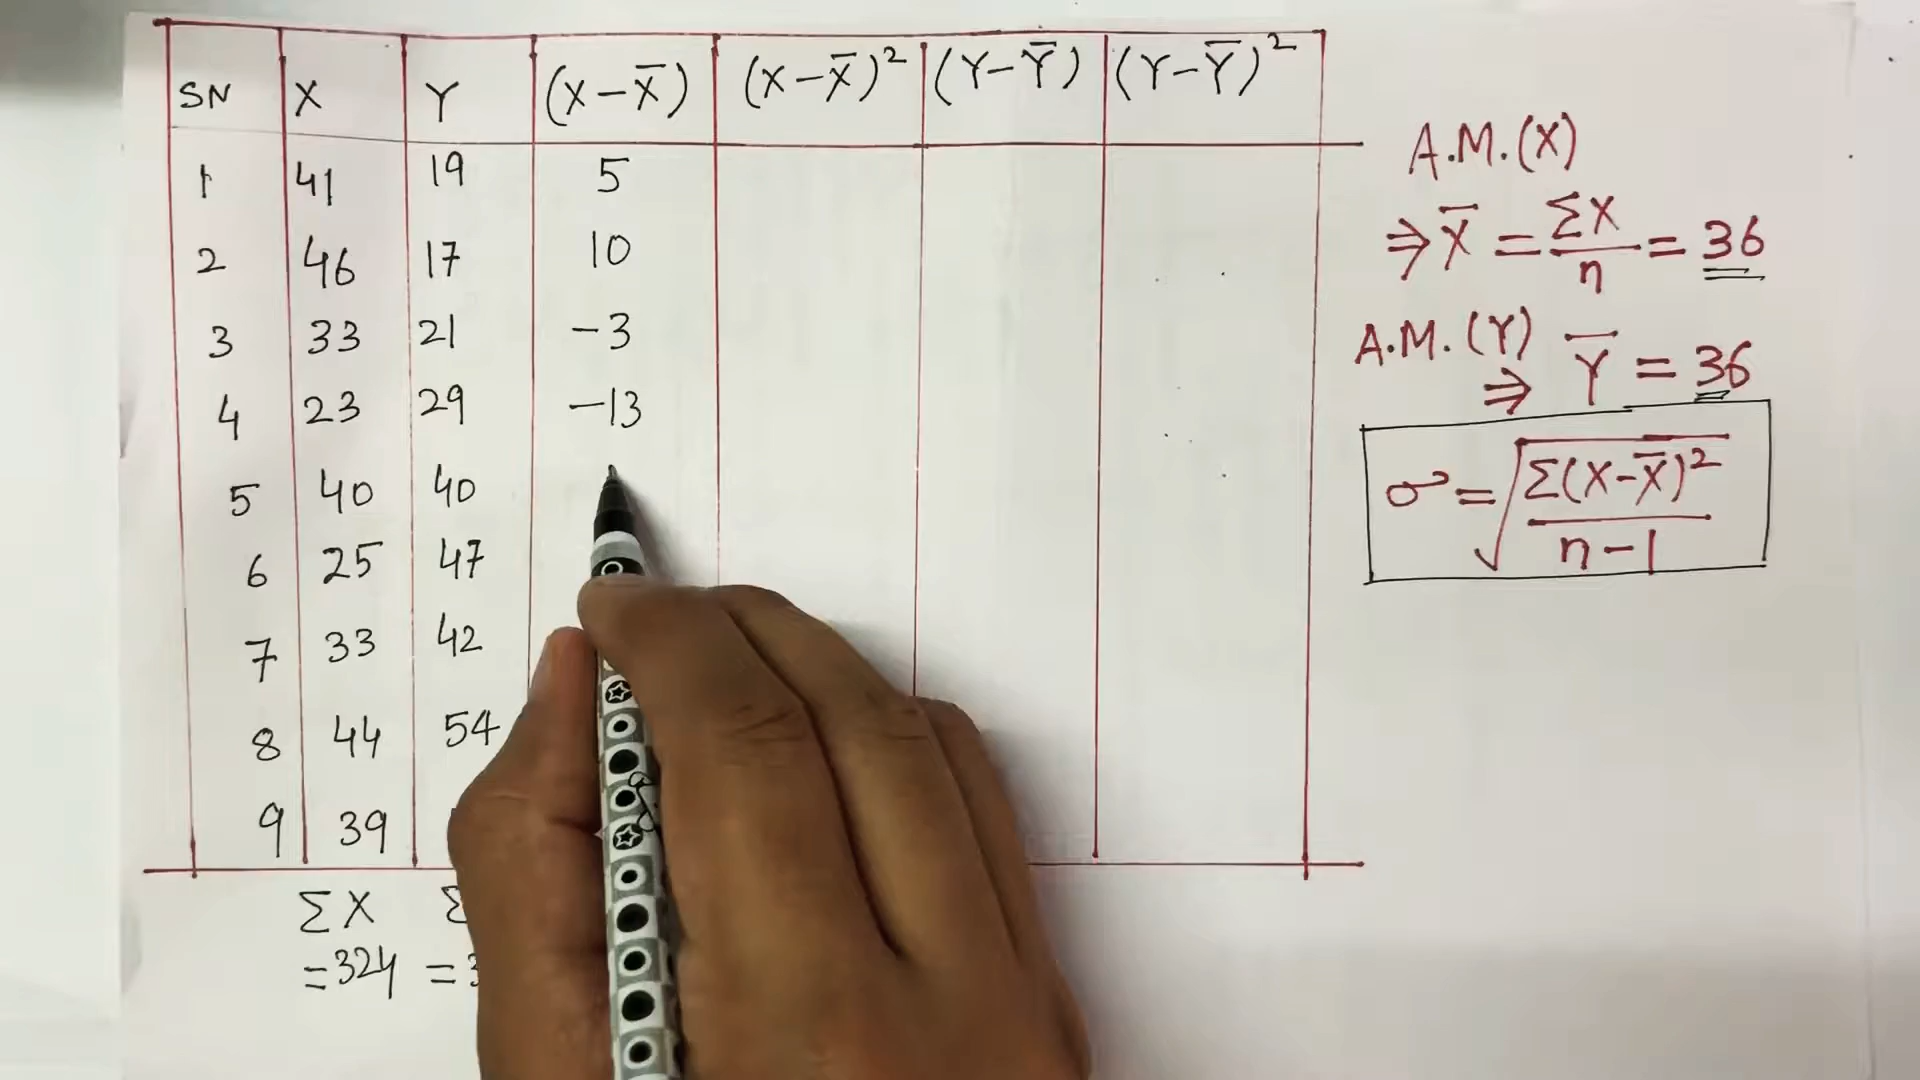 SN X Y (X-X̄) (X-X̄)² (Y-Ȳ) (Y-Ȳ)²
1 41 19 5
2 46 17 10
3 33 21 -3
4 23 29 -13
5 40 40
6 25 47
7 33 42
8 44 54
9 39
ΣX Σ
=324 =3
A.M.(X)
⇒ X̄ = ΣX/n = 36
A.M.(Y)
⇒ Ȳ = 36
σ = √(Σ(X-X̄)²/(n-1))